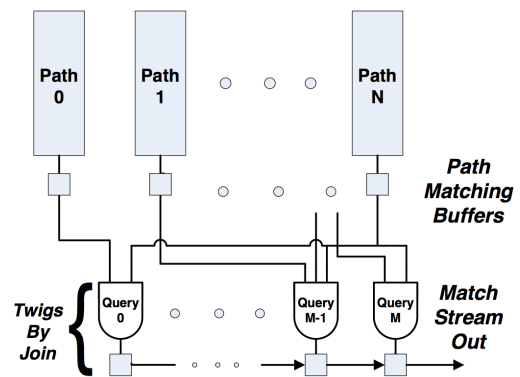 Path
0
Path
1
Path
N
Path
Matching
Buffers
Twigs
By
Join
Query
0
Query
M-1
Query
M
Match
Stream
Out